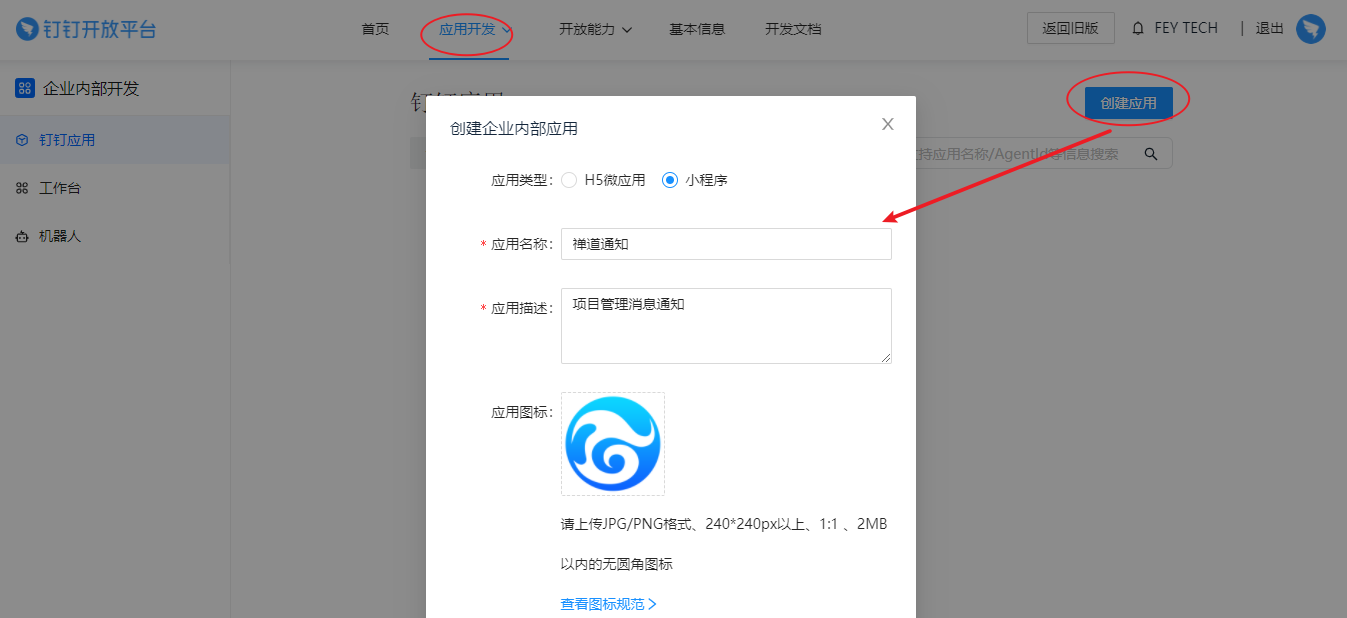 钉钉开放平台 首页 应用开发 开放能力 基本信息 开发文档 返回旧版 FEY TECH | 退出
企业内部开发
钉钉应用
工作台
机器人
创建应用
持应用名称/AgentId等信息搜索
创建企业内部应用 X
应用类型: H5微应用 小程序
* 应用名称: 禅道通知
* 应用描述: 项目管理消息通知
应用图标:
请上传JPG/PNG格式、240*240px以上、1:1 、2MB
以内的无圆角图标
查看图标规范